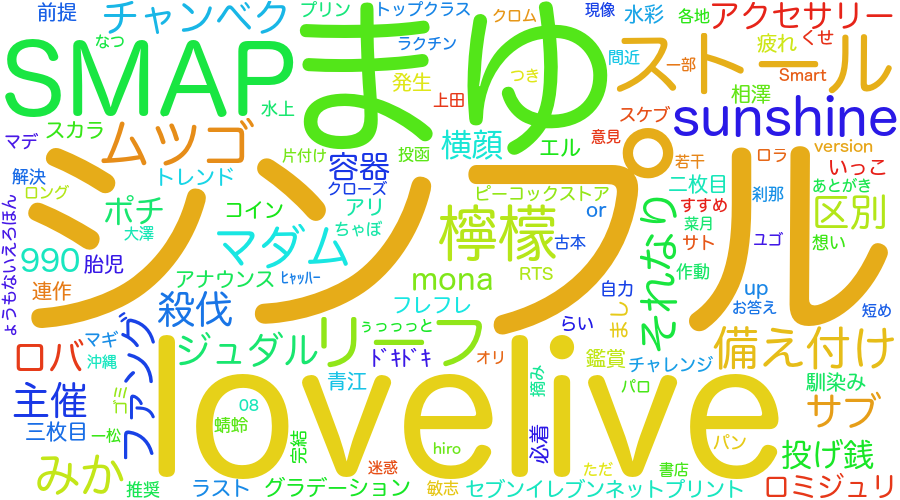 前提
チャンベク
プリン
トップクラス
クロム
現像
水彩
各地
アクセサリー
なつ
SMAP
ラクチン
まゆ
ストール
疲れ
くせ
間近
一部
発生
つき
Smart
水上
上田
相澤
スケブ
sunshine
マデ
スカラ
ムツゴ
片付け
投函
横顔
エル
意見
version
解決
トレンド
容器
クローズ
若干
ロラ
いっこ
ロング
シンプル
ピーコックストア
二枚目
刹那
あとがき
ポチ
コイン
アリ
檸檬
or
すすめ
区別
大澤
ちゃぼ
古本
それなり
菜月
マダム
サト
ユゴ
想い
ょうもないえろほん
990
胎児
アナウンス
ﾋｬｯﾊｰ
mona
RTS
作動
連作
殺伐
フレフレ
自力
up
お答え
短め
ファング
リーフ
ぅっっっと
らい
まし
マギ
ロバ
ジュダル
ﾄﾞｷﾄﾞｷ
オリ
鑑賞
チャレンジ
備え付け
沖縄
lovelive
青江
摘み
パロ
馴染み
主催
ゴミ
08
サブ
三枚目
一松
蜻蛉
完結
hiro
必着
パン
投げ銭
みか
迷惑
ただ
書店
ロミジュリ
推奨
ラスト
グラデーション
敏志
セブンイレブンネットプリント